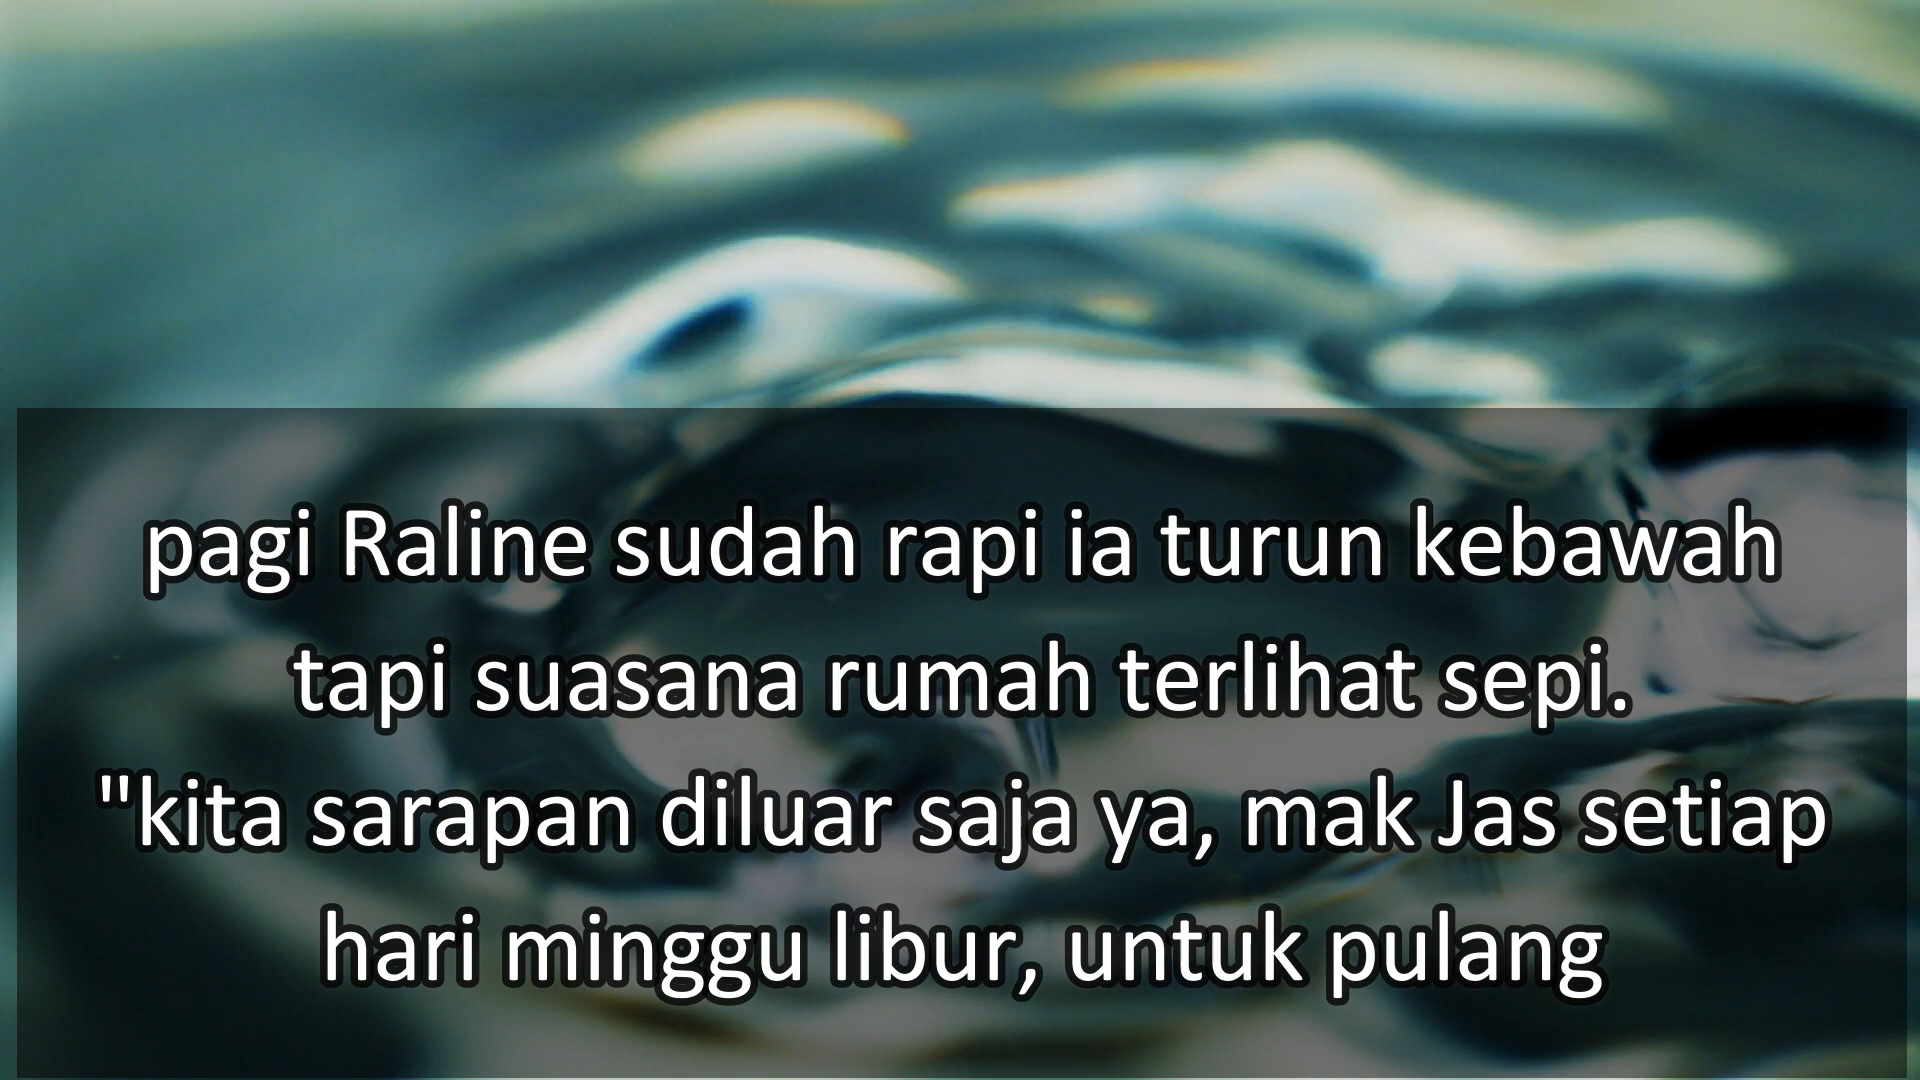 pagi Raline sudah rapi ia turun kebawah
tapi suasana rumah terlihat sepi.
"kita sarapan diluar saja ya, mak Jas setiap
hari minggu libur, untuk pulang